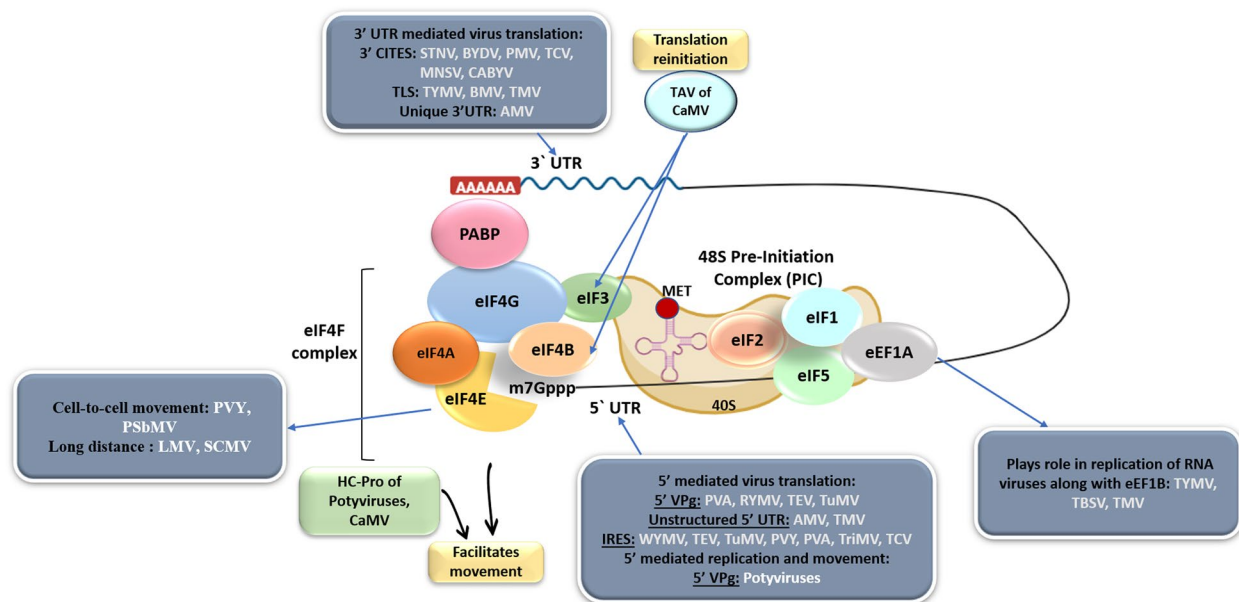 3’ UTR mediated virus translation:
3’ CITES: STNV, BYDV, PMV, TCV,
MNSV, CABYV
TLS: TYMV, BMV, TMV
Unique 3’UTR: AMV
Translation
reinitiation
TAV of
CaMV
3` UTR
AAAAAA
PABP
48S Pre-Initiation
Complex (PIC)
MET
eIF4G
eIF3
eIF1
eIF2
eEF1A
eIF4F
complex
eIF4A
eIF4B
eIF5
m7Gppp
eIF4E
40S
5` UTR
Cell-to-cell movement: PVY,
PSbMV
Long distance : LMV, SCMV
HC-Pro of
Potyviruses,
CaMV
Facilitates
movement
5’ mediated virus translation:
5’ VPg: PVA, RYMV, TEV, TuMV
Unstructured 5’ UTR: AMV, TMV
IRES: WYMV, TEV, TuMV, PVY, PVA, TriMV, TCV
5’ mediated replication and movement:
5’ VPg: Potyviruses
Plays role in replication of RNA
viruses along with eEF1B: TYMV,
TBSV, TMV